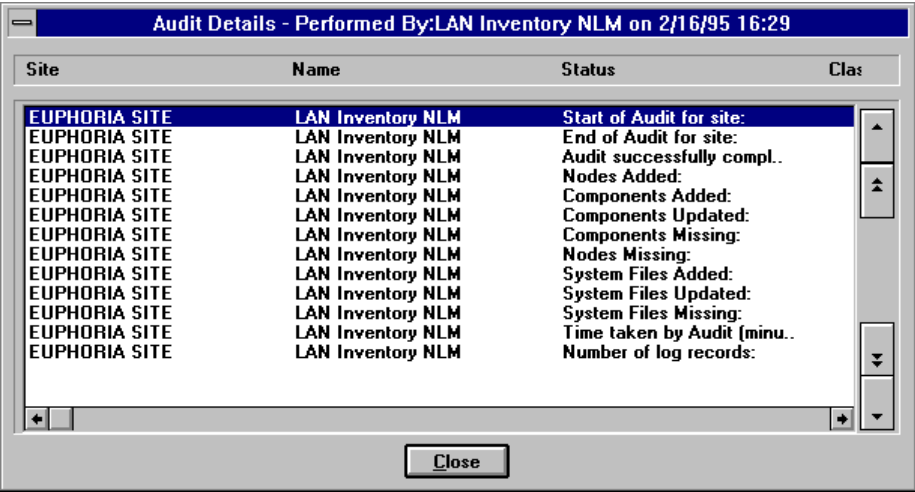 Audit Details - Performed By:LAN Inventory NLM on 2/16/95 16:29
Site Name Status Clas
EUPHORIA SITE LAN Inventory NLM Start of Audit for site:
EUPHORIA SITE LAN Inventory NLM End of Audit for site:
EUPHORIA SITE LAN Inventory NLM Audit successfully compl..
EUPHORIA SITE LAN Inventory NLM Nodes Added:
EUPHORIA SITE LAN Inventory NLM Components Added:
EUPHORIA SITE LAN Inventory NLM Components Updated:
EUPHORIA SITE LAN Inventory NLM Components Missing:
EUPHORIA SITE LAN Inventory NLM Nodes Missing:
EUPHORIA SITE LAN Inventory NLM System Files Added:
EUPHORIA SITE LAN Inventory NLM System Files Updated:
EUPHORIA SITE LAN Inventory NLM System Files Missing:
EUPHORIA SITE LAN Inventory NLM Time taken by Audit (minu..
EUPHORIA SITE LAN Inventory NLM Number of log records:
Close